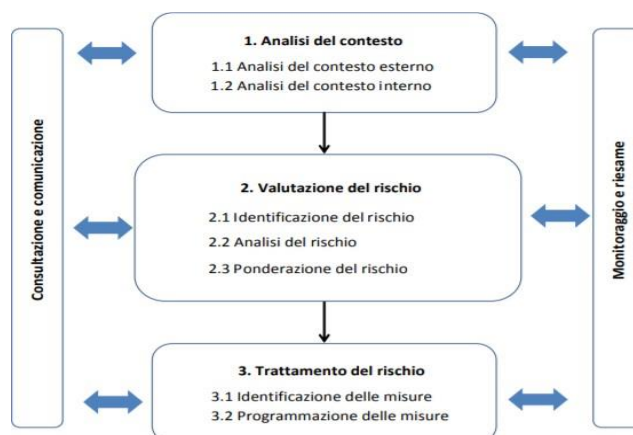 1. Analisi del contesto
1.1 Analisi del contesto esterno
1.2 Analisi del contesto interno
2. Valutazione del rischio
2.1 Identificazione del rischio
2.2 Analisi del rischio
2.3 Ponderazione del rischio
3. Trattamento del rischio
3.1 Identificazione delle misure
3.2 Programmazione delle misure
Consultazione e comunicazione
Monitoraggio e riesame